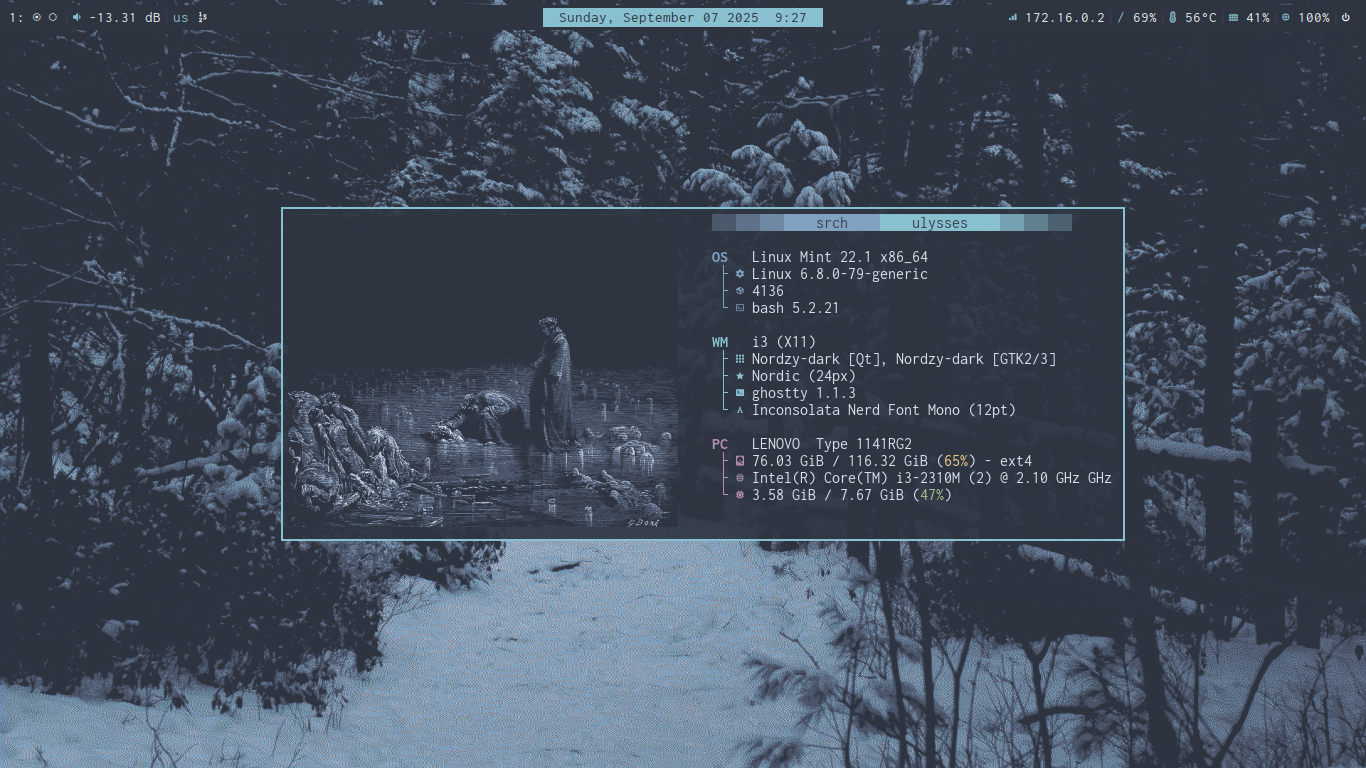 1: -13.31 dB us
Sunday, September 07 2025 9:27
172.16.0.2 / 69% 56°C 41% 100%
srch ulysses
OS Linux Mint 22.1 x86_64
Linux 6.8.0-79-generic
4136
bash 5.2.21
WM i3 (X11)
Nordzy-dark [Qt], Nordzy-dark [GTK2/3]
Nordic (24px)
ghostty 1.1.3
Inconsolata Nerd Font Mono (12pt)
PC LENOVO Type 1141RG2
76.03 GiB / 116.32 GiB (65%) - ext4
Intel(R) Core(TM) i3-2310M (2) @ 2.10 GHz GHz
3.58 GiB / 7.67 GiB (47%)
G Doré